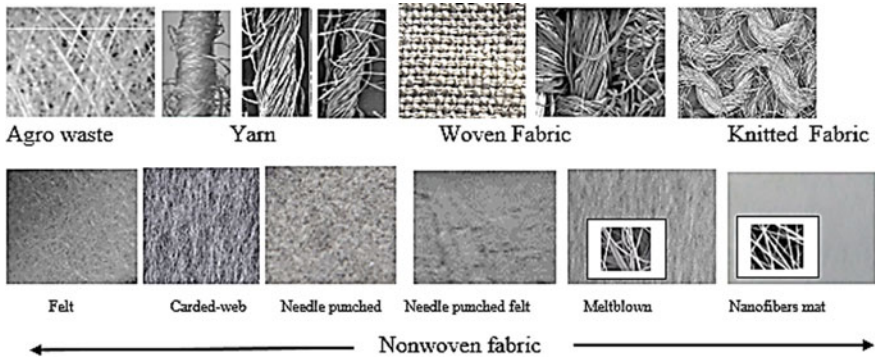 Agro waste Yarn Woven Fabric Knitted Fabric
Felt Carded-web Needle punched Needle punched felt Meltblown Nanofibers mat
Nonwoven fabric